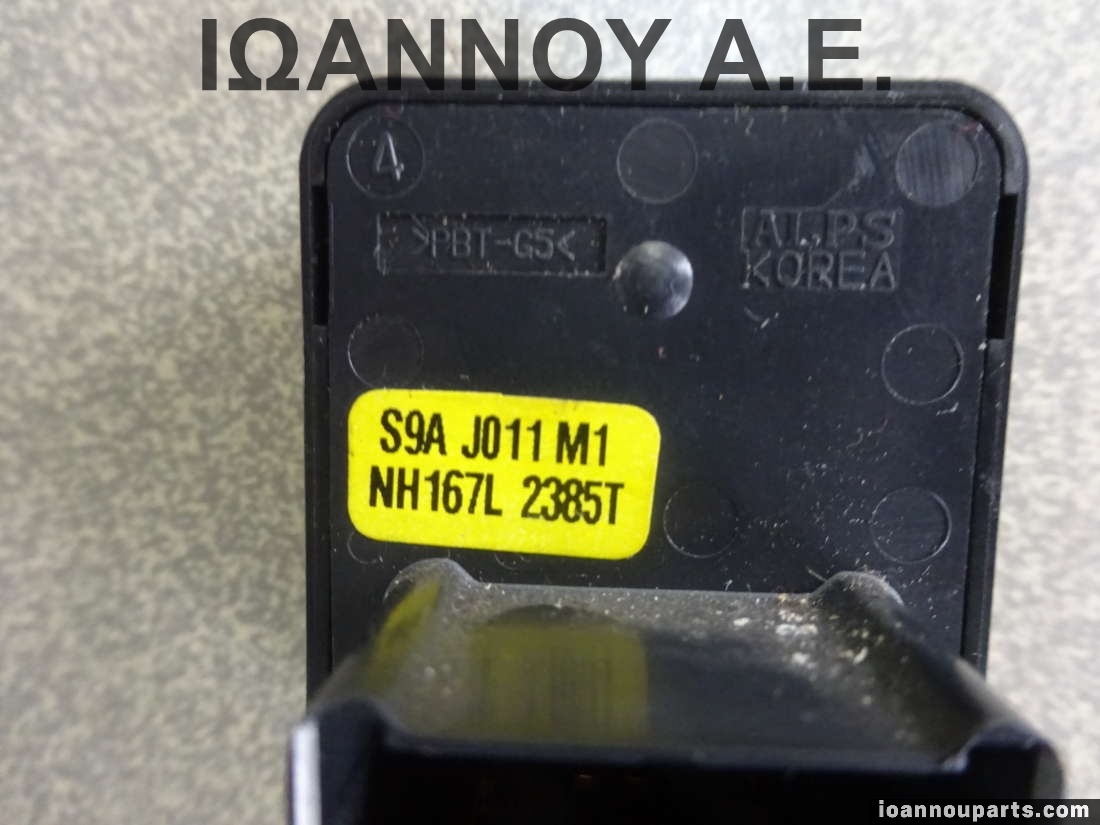 ΙΩΑΝΝΟΥ Α.Ε.
4
>PBT-G5<
ALPS
KOREA
S9A J011 M1
NH167L 2385T
ioannouparts.com